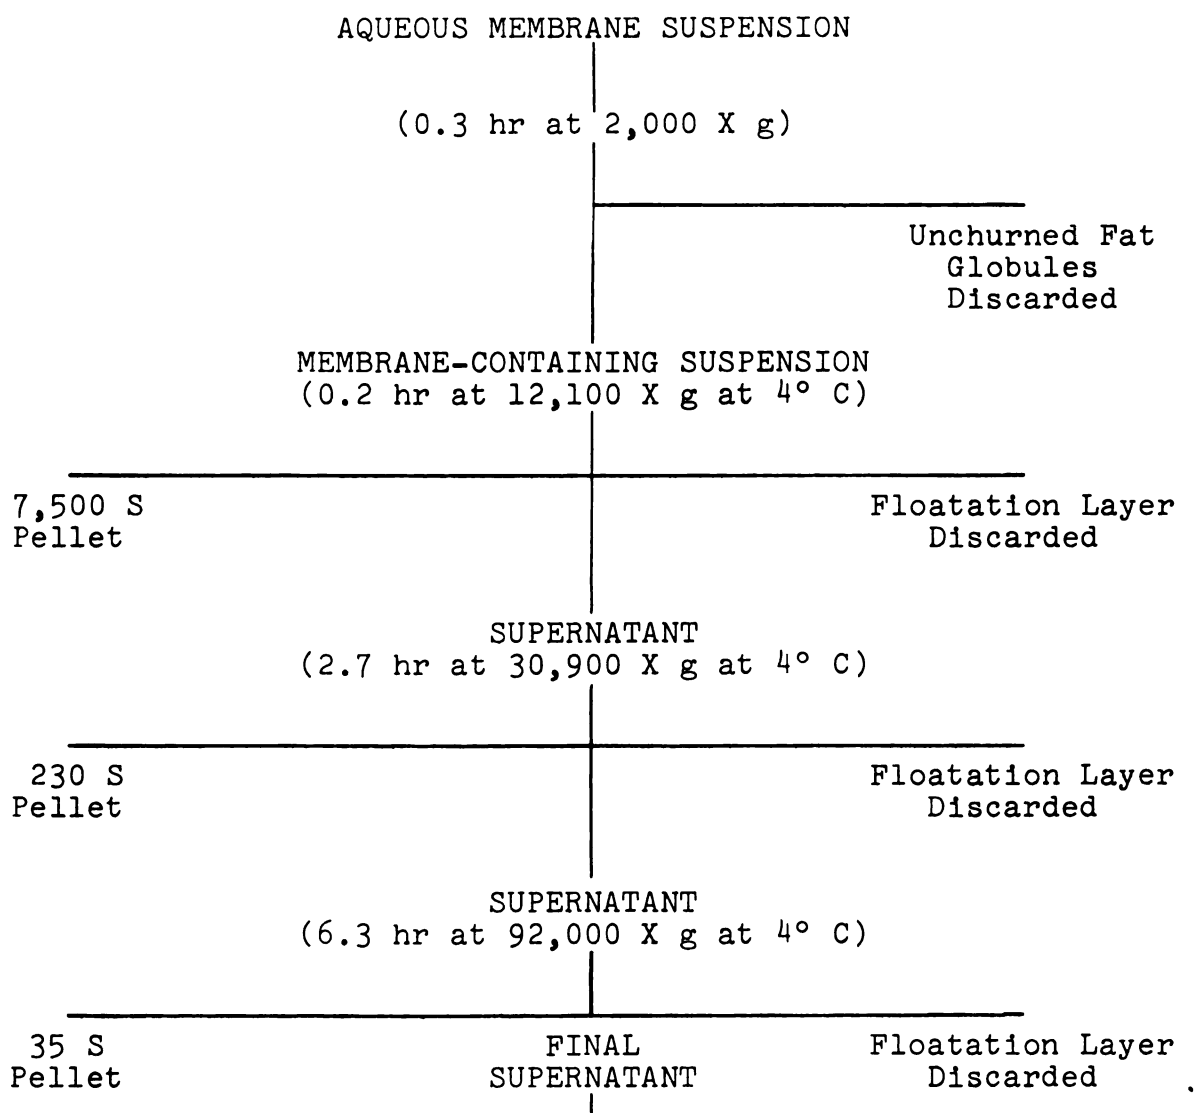 AQUEOUS MEMBRANE SUSPENSION
(0.3 hr at 2,000 X g)
Unchurned Fat
Globules
Discarded
MEMBRANE-CONTAINING SUSPENSION
(0.2 hr at 12,100 X g at 4° C)
7,500 S
Pellet
Floatation Layer
Discarded
SUPERNATANT
(2.7 hr at 30,900 X g at 4° C)
230 S
Pellet
Floatation Layer
Discarded
SUPERNATANT
(6.3 hr at 92,000 X g at 4° C)
35 S
Pellet
FINAL
SUPERNATANT
Floatation Layer
Discarded